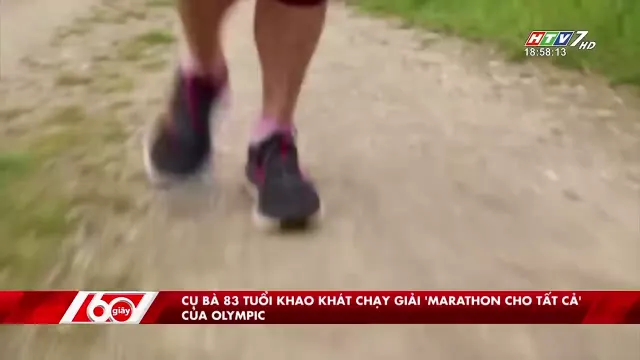 HTV7 HD
18:58:13
60 giây
CỤ BÀ 83 TUỔI KHAO KHÁT CHẠY GIẢI 'MARATHON CHO TẤT CẢ'
CỦA OLYMPIC